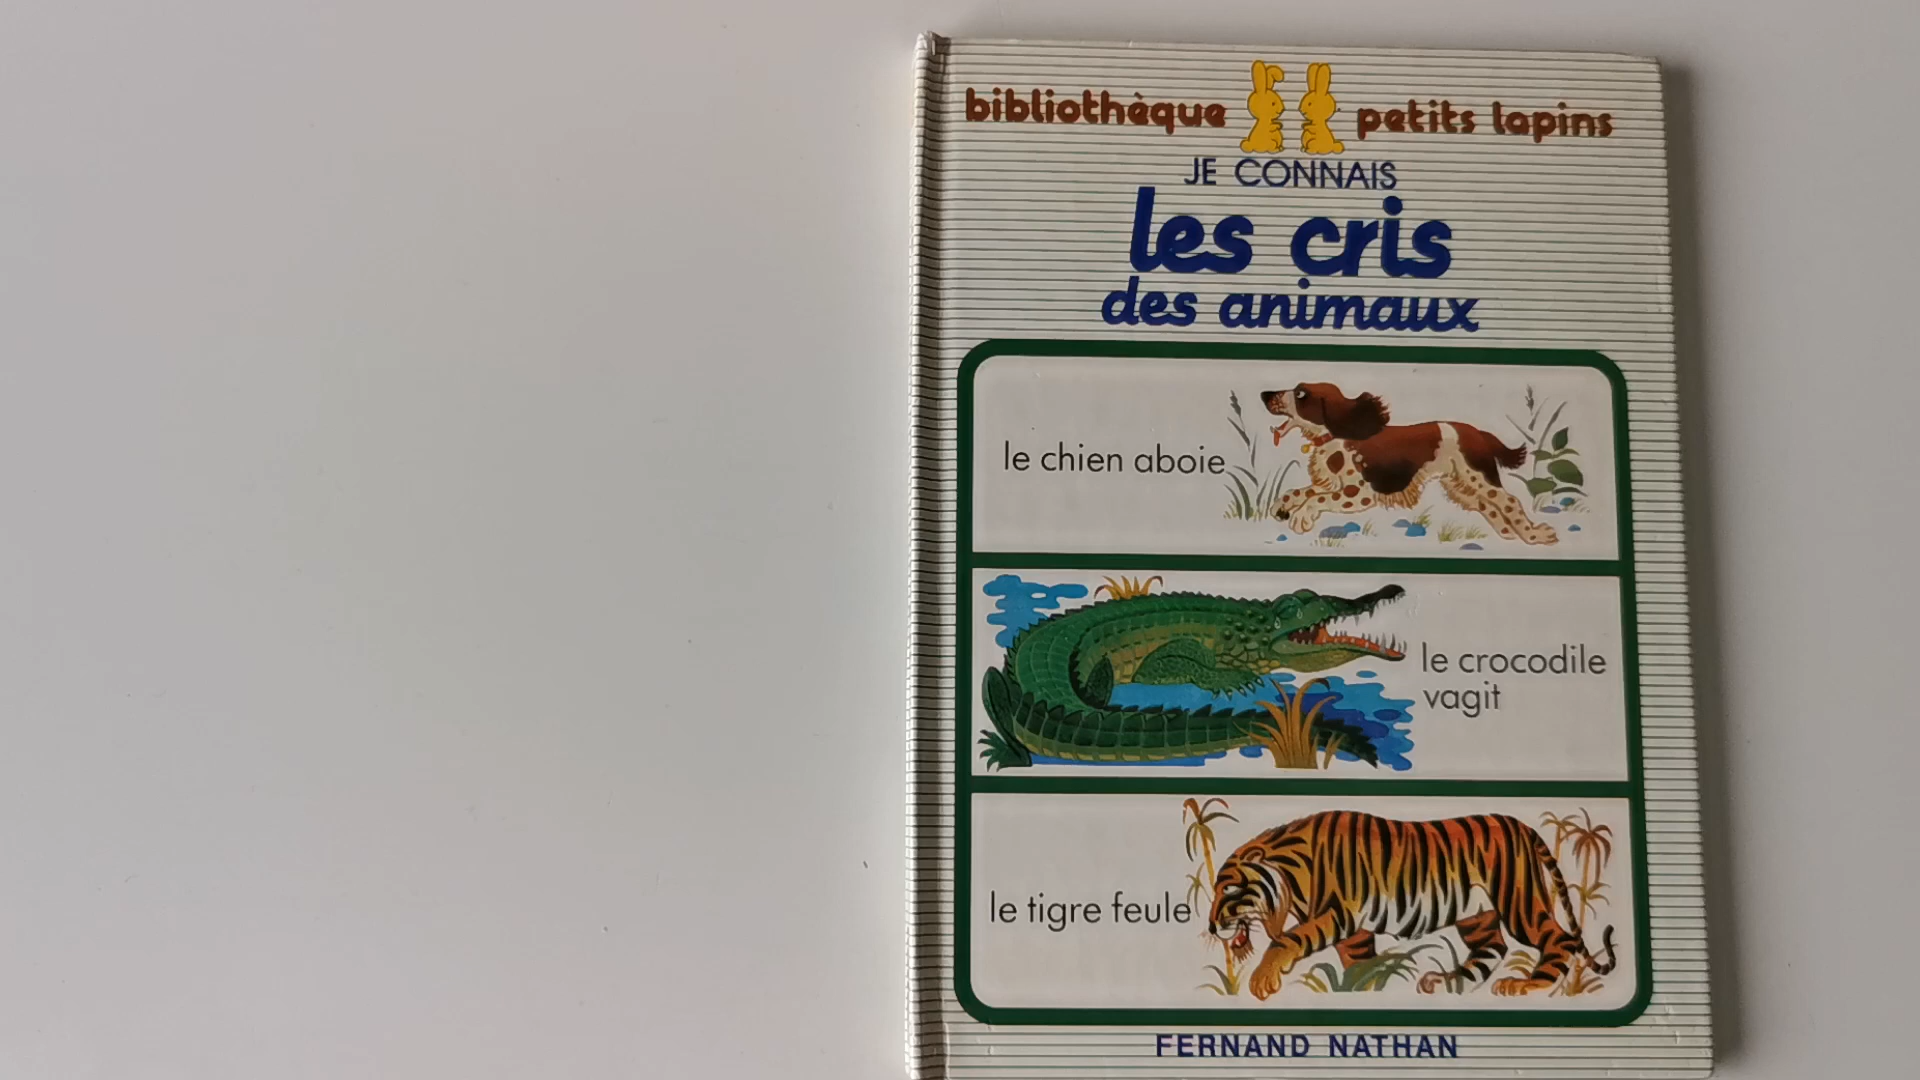 bibliothèque petits lapins
JE CONNAIS
les cris
des animaux
le chien aboie
le crocodile
vagit
le tigre feule
FERNAND NATHAN